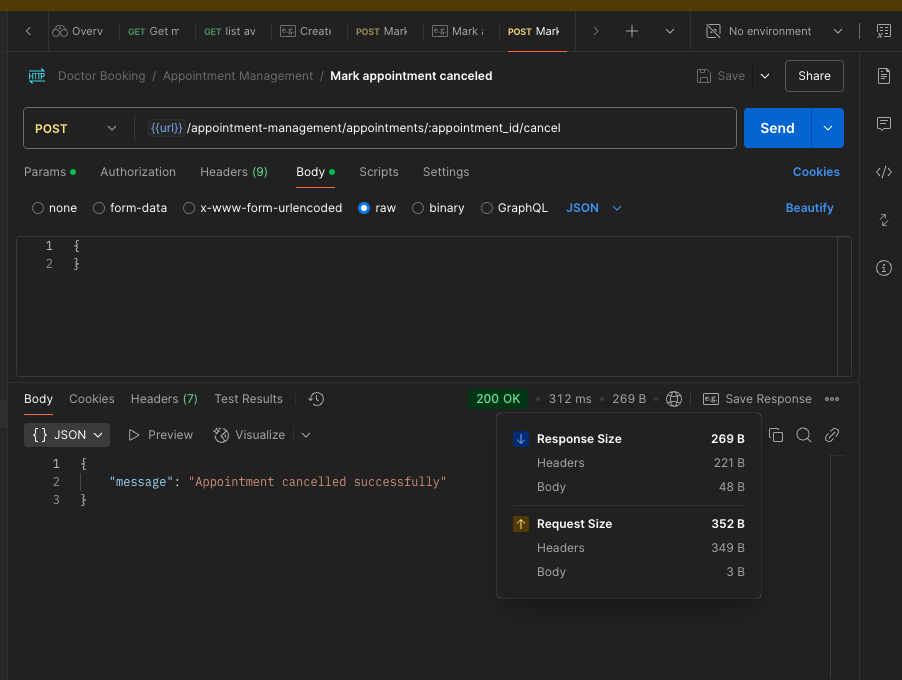 Overv GET Get m GET list av e.g. Create POST Mark e.g. Mark a POST Mark No environment
HTTP Doctor Booking / Appointment Management / Mark appointment canceled Save Share
POST {{url}}/appointment-management/appointments/:appointment_id/cancel Send
Params Authorization Headers (9) Body Scripts Settings Cookies
none form-data x-www-form-urlencoded raw binary GraphQL JSON Beautify
1 {
2 }
Body Cookies Headers (7) Test Results 200 OK • 312 ms • 269 B • e.g. Save Response
{} JSON Preview Visualize
1 {
2 "message": "Appointment cancelled successfully"
3 }
Response Size 269 B
Headers 221 B
Body 48 B
Request Size 352 B
Headers 349 B
Body 3 B